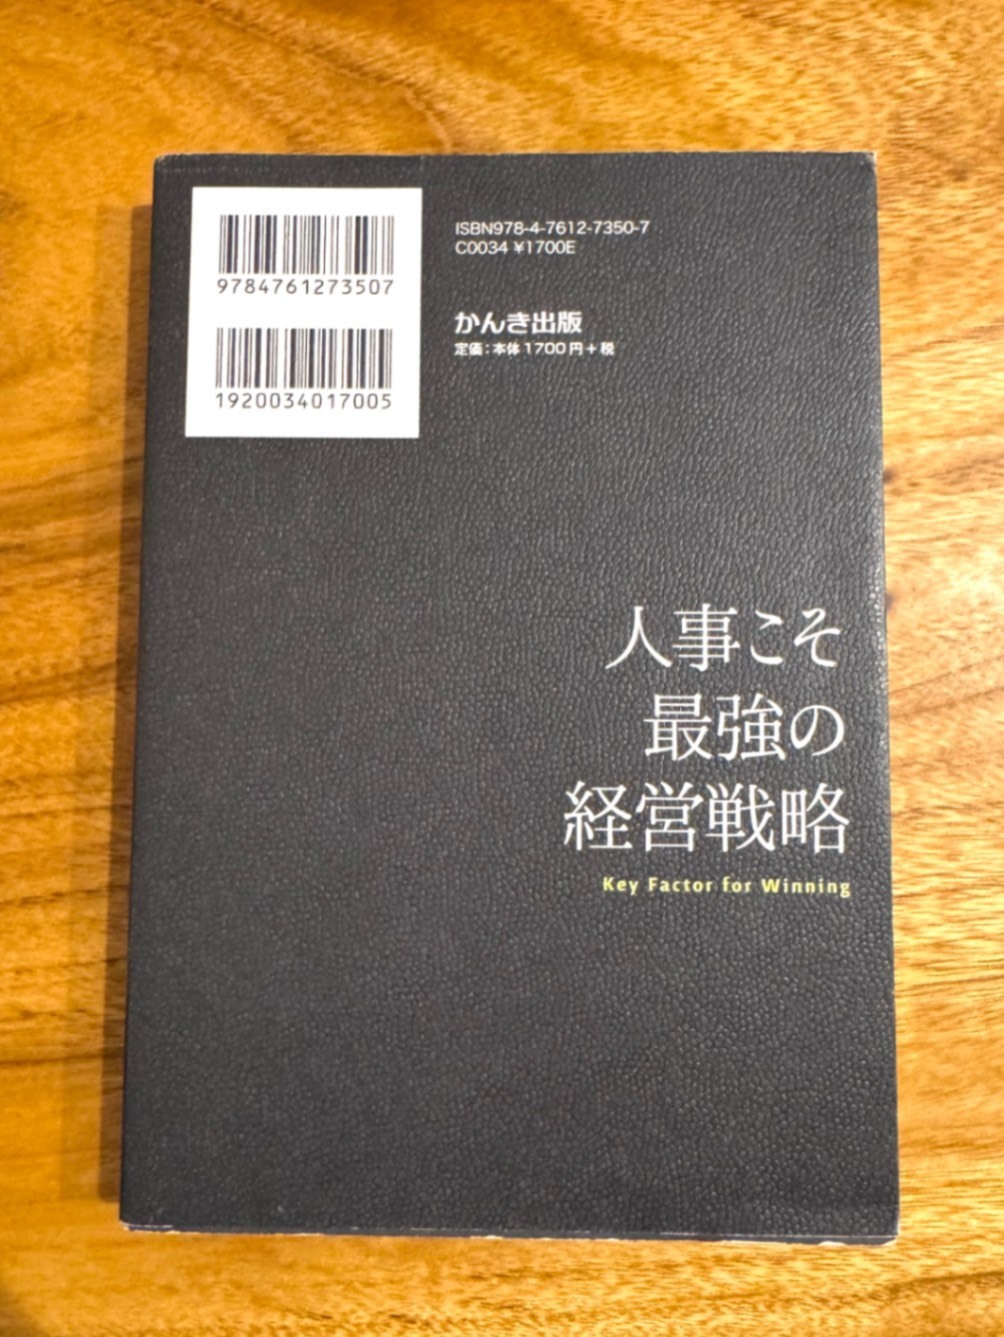 9784761273507
1920034017005
ISBN978-4-7612-7350-7
C0034 ¥1700E
かんき出版
定価:本体1700円+税
人事こそ
最強の
経営戦略
Key Factor for Winning